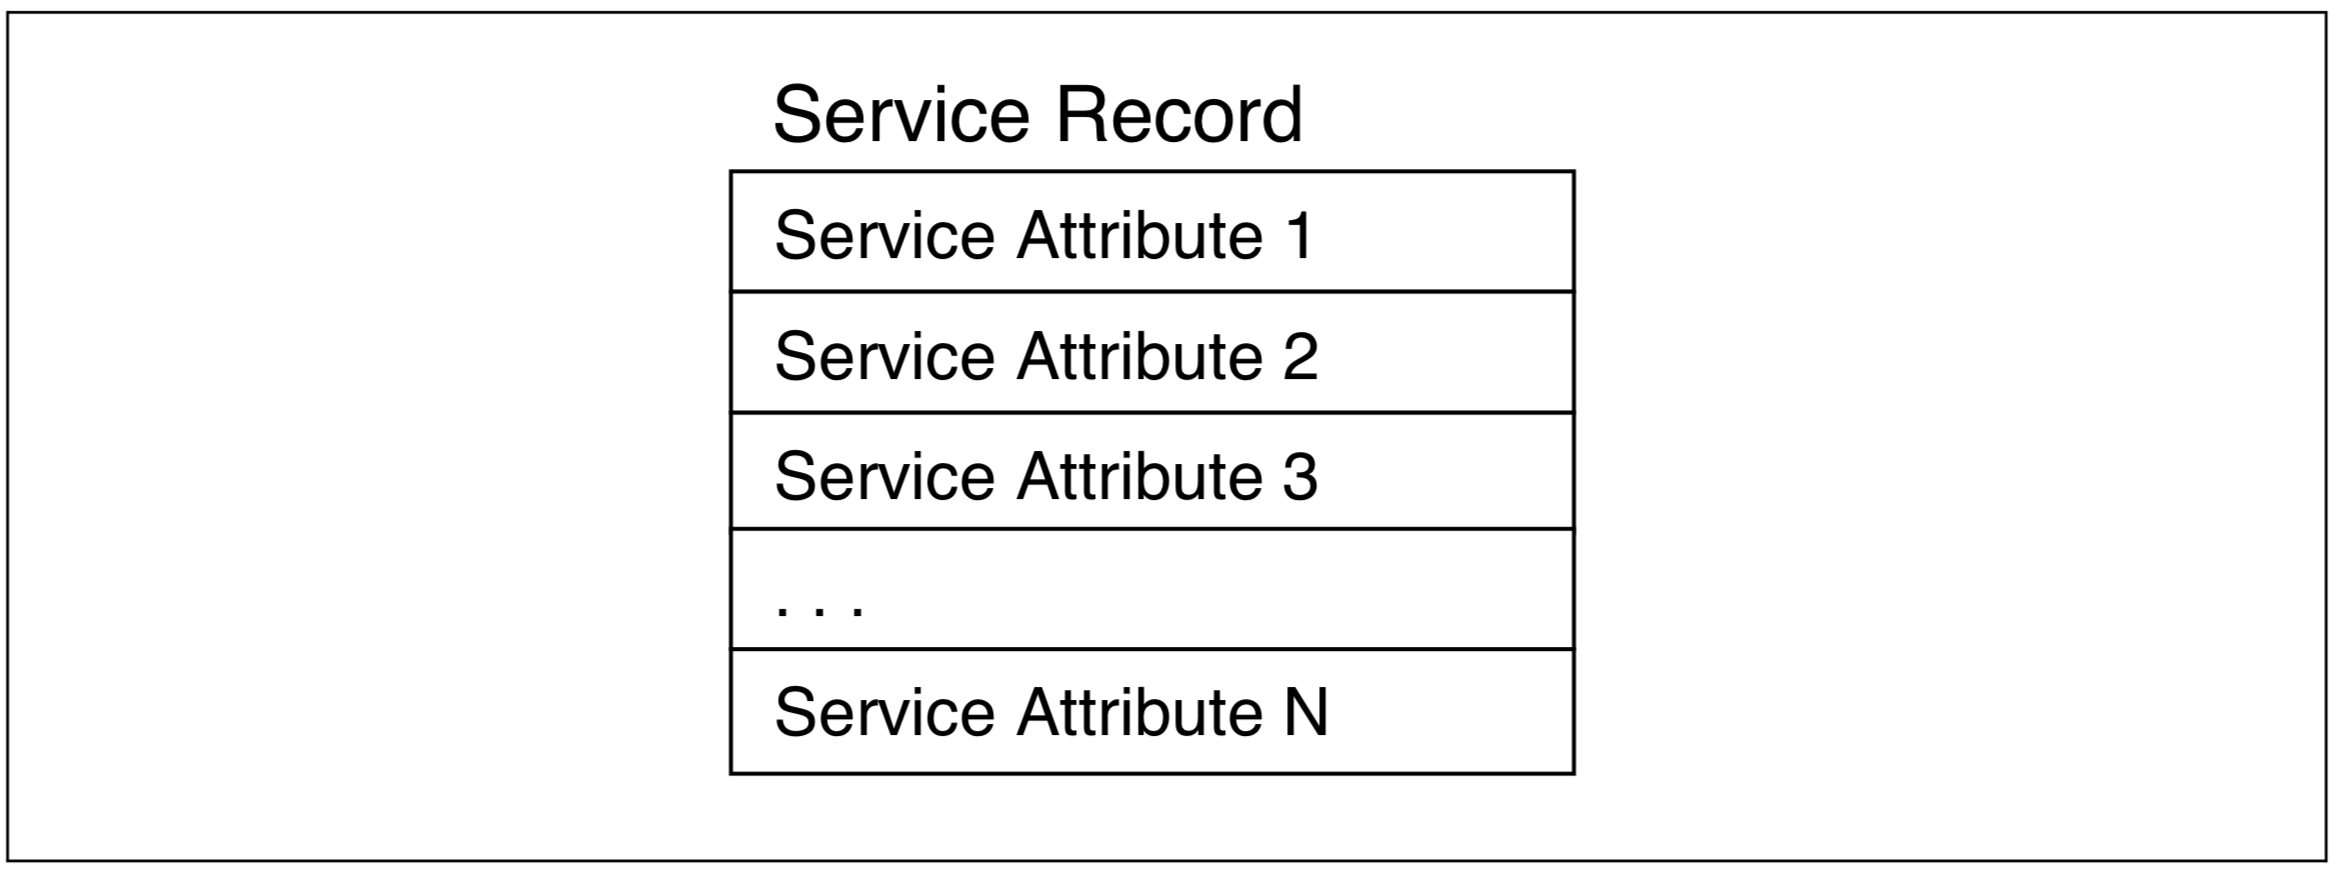 Service Record
Service Attribute 1
Service Attribute 2
Service Attribute 3
. . .
Service Attribute N